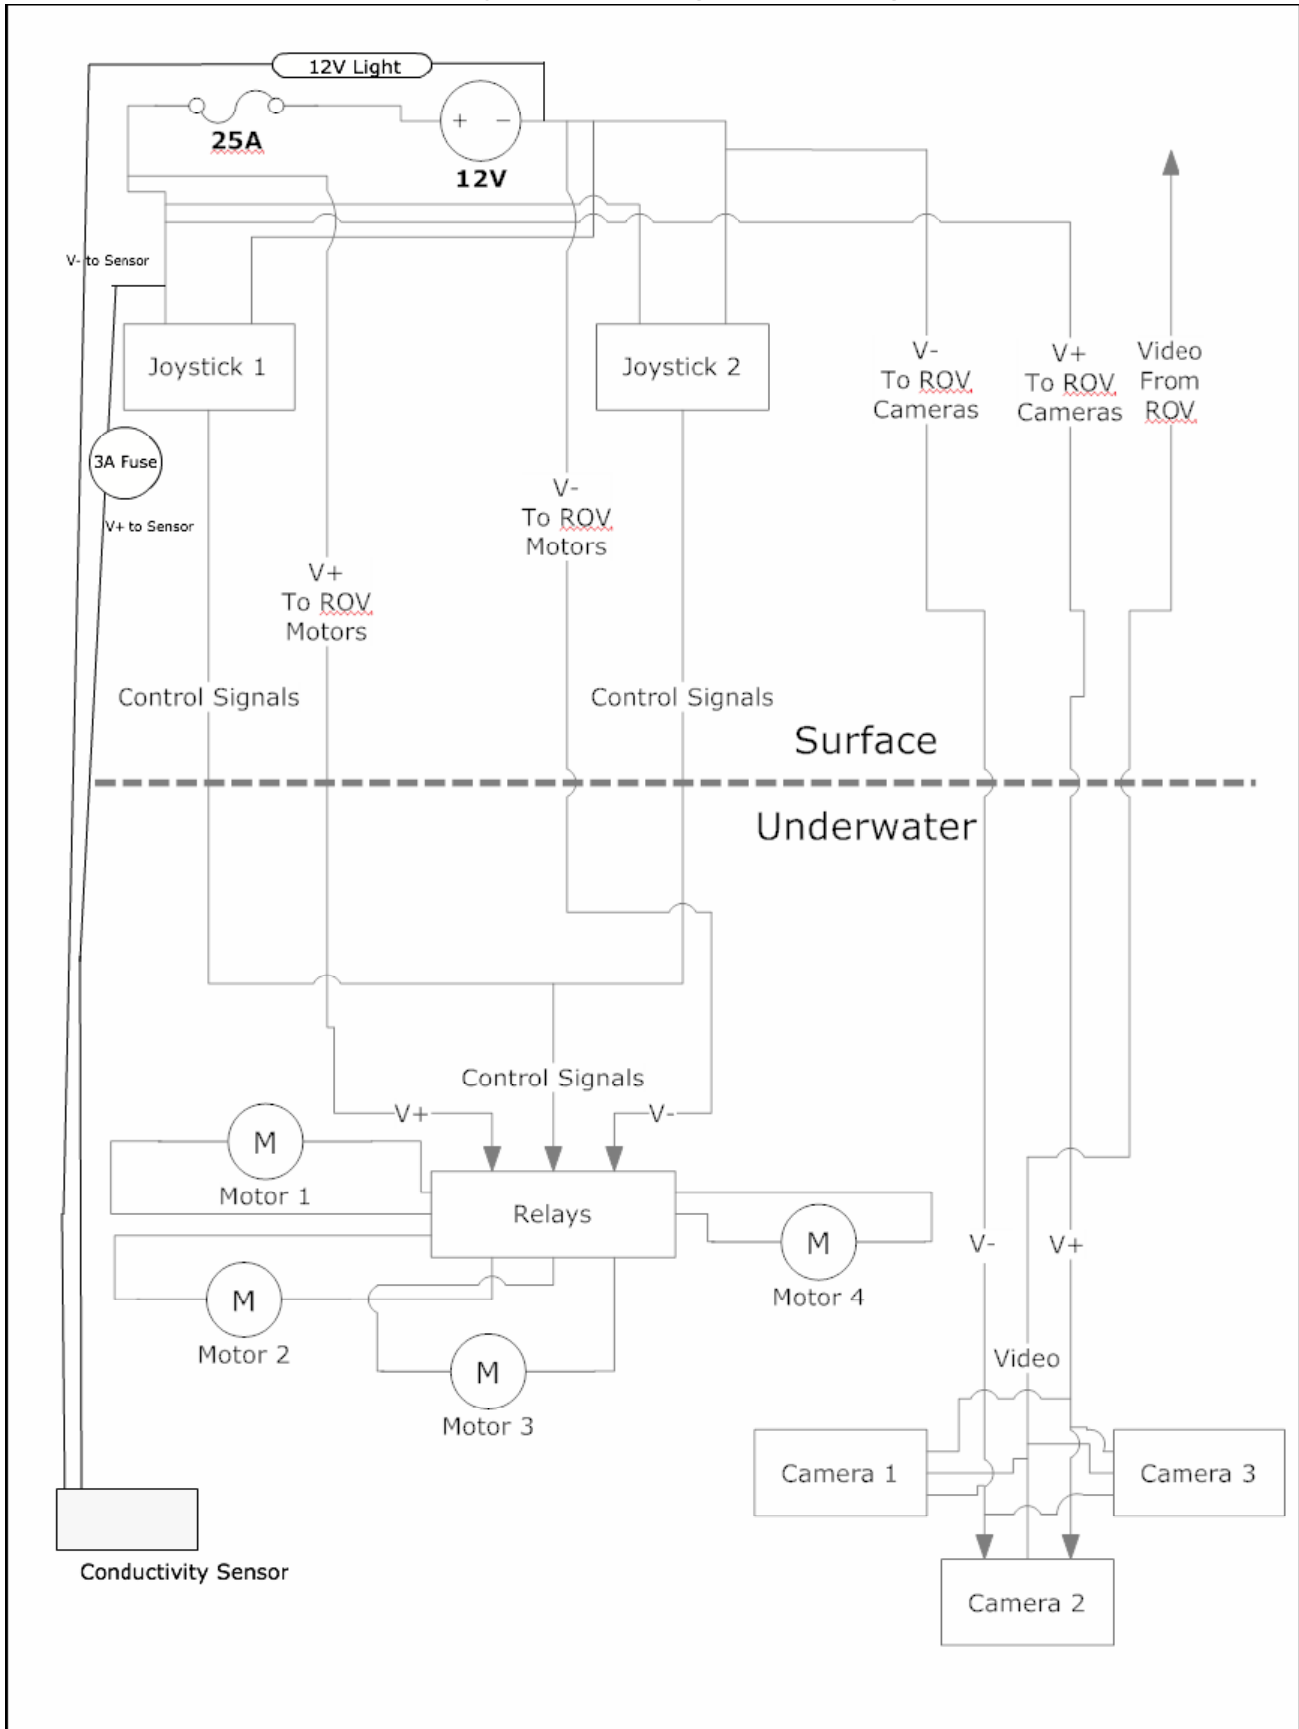 12V Light
25A
+ −
12V
V- to Sensor
Joystick 1
Joystick 2
V-
To ROV
Cameras
V+
To ROV
Cameras
Video
From
ROV
3A Fuse
V+ to Sensor
V-
To ROV
Motors
V+
To ROV
Motors
Control Signals
Control Signals
Surface
Underwater
Control Signals
V+
V-
M
Motor 1
Relays
M
Motor 4
M
Motor 2
M
Motor 3
V-
V+
Video
Camera 1
Camera 3
Camera 2
Conductivity Sensor